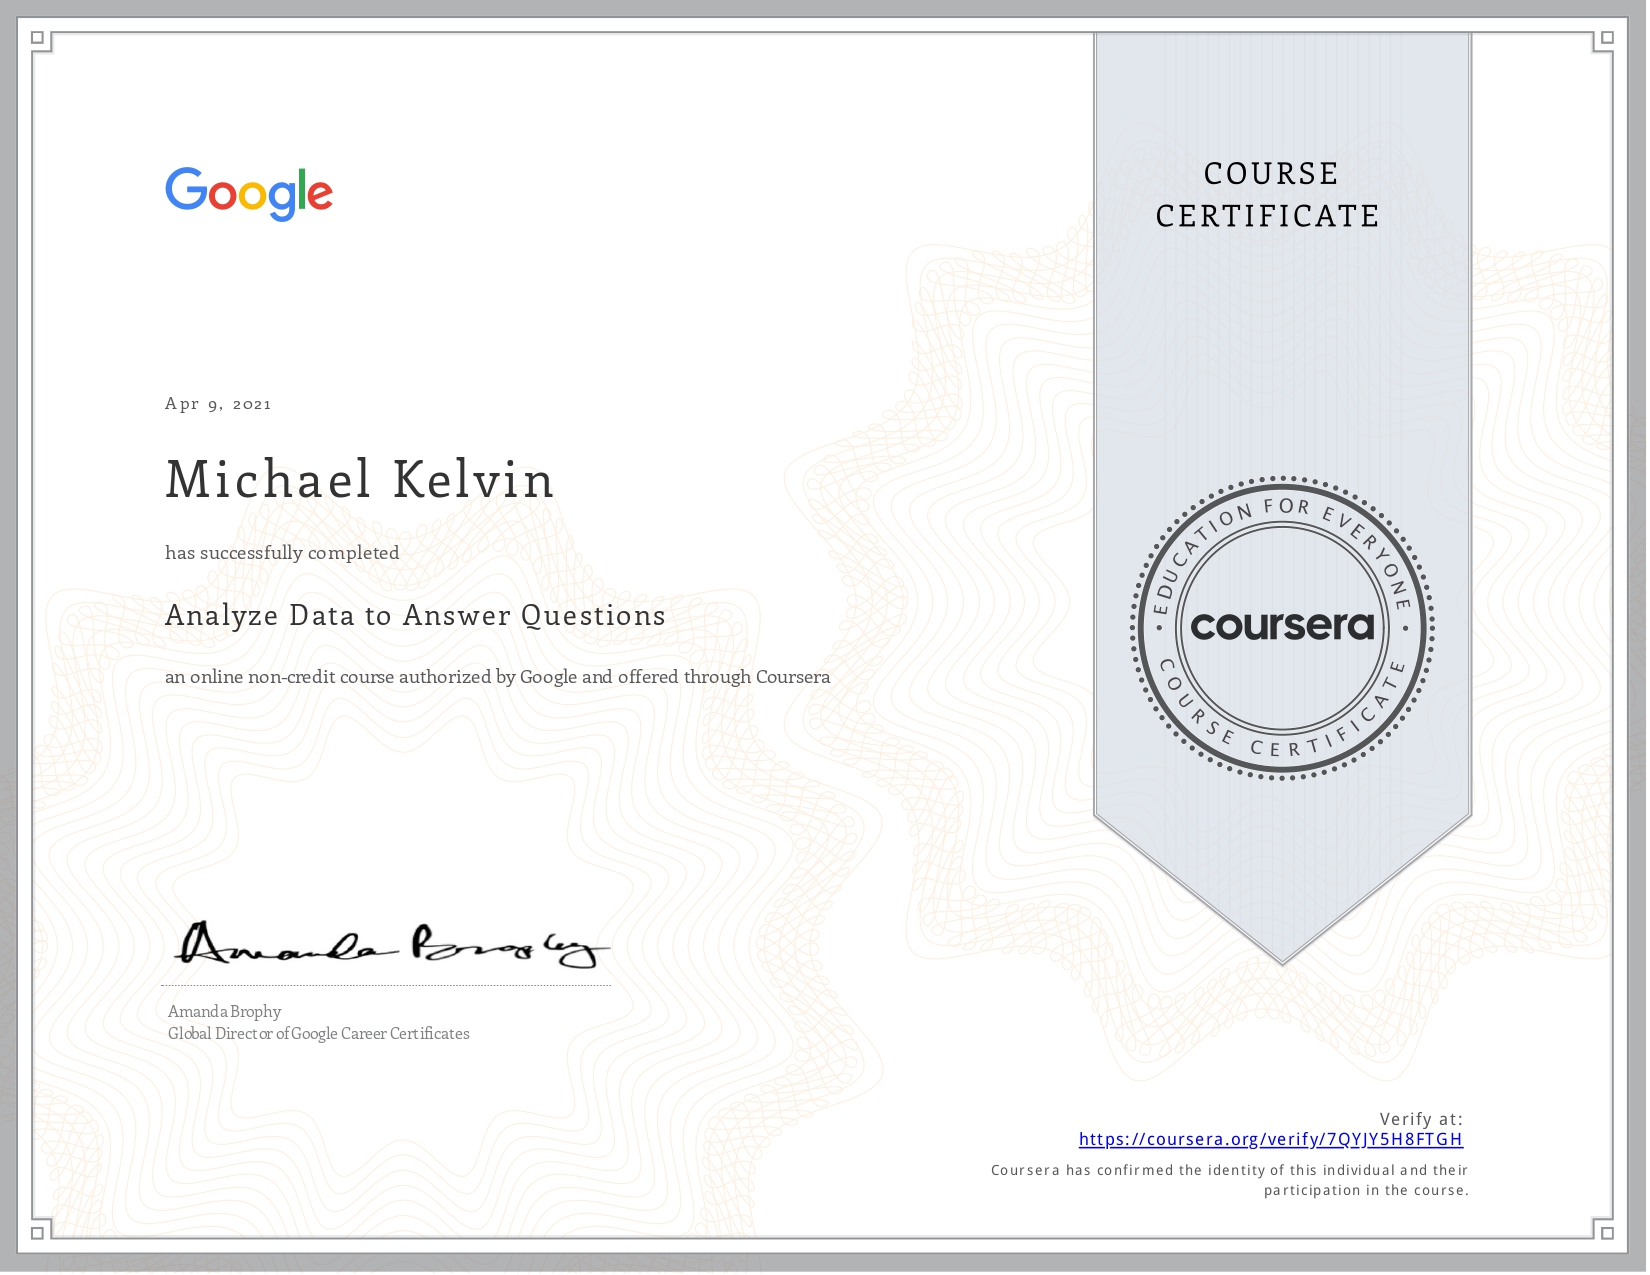 Google
COURSE
CERTIFICATE
Apr 9, 2021
Michael Kelvin
has successfully completed
Analyze Data to Answer Questions
an online non-credit course authorized by Google and offered through Coursera
EDUCATION FOR EVERYONE
coursera
COURSE CERTIFICATE
Amanda Brophy
Amanda Brophy
Global Director of Google Career Certificates
Verify at:
https://coursera.org/verify/7QYJY5H8FTGH
Coursera has confirmed the identity of this individual and their
participation in the course.